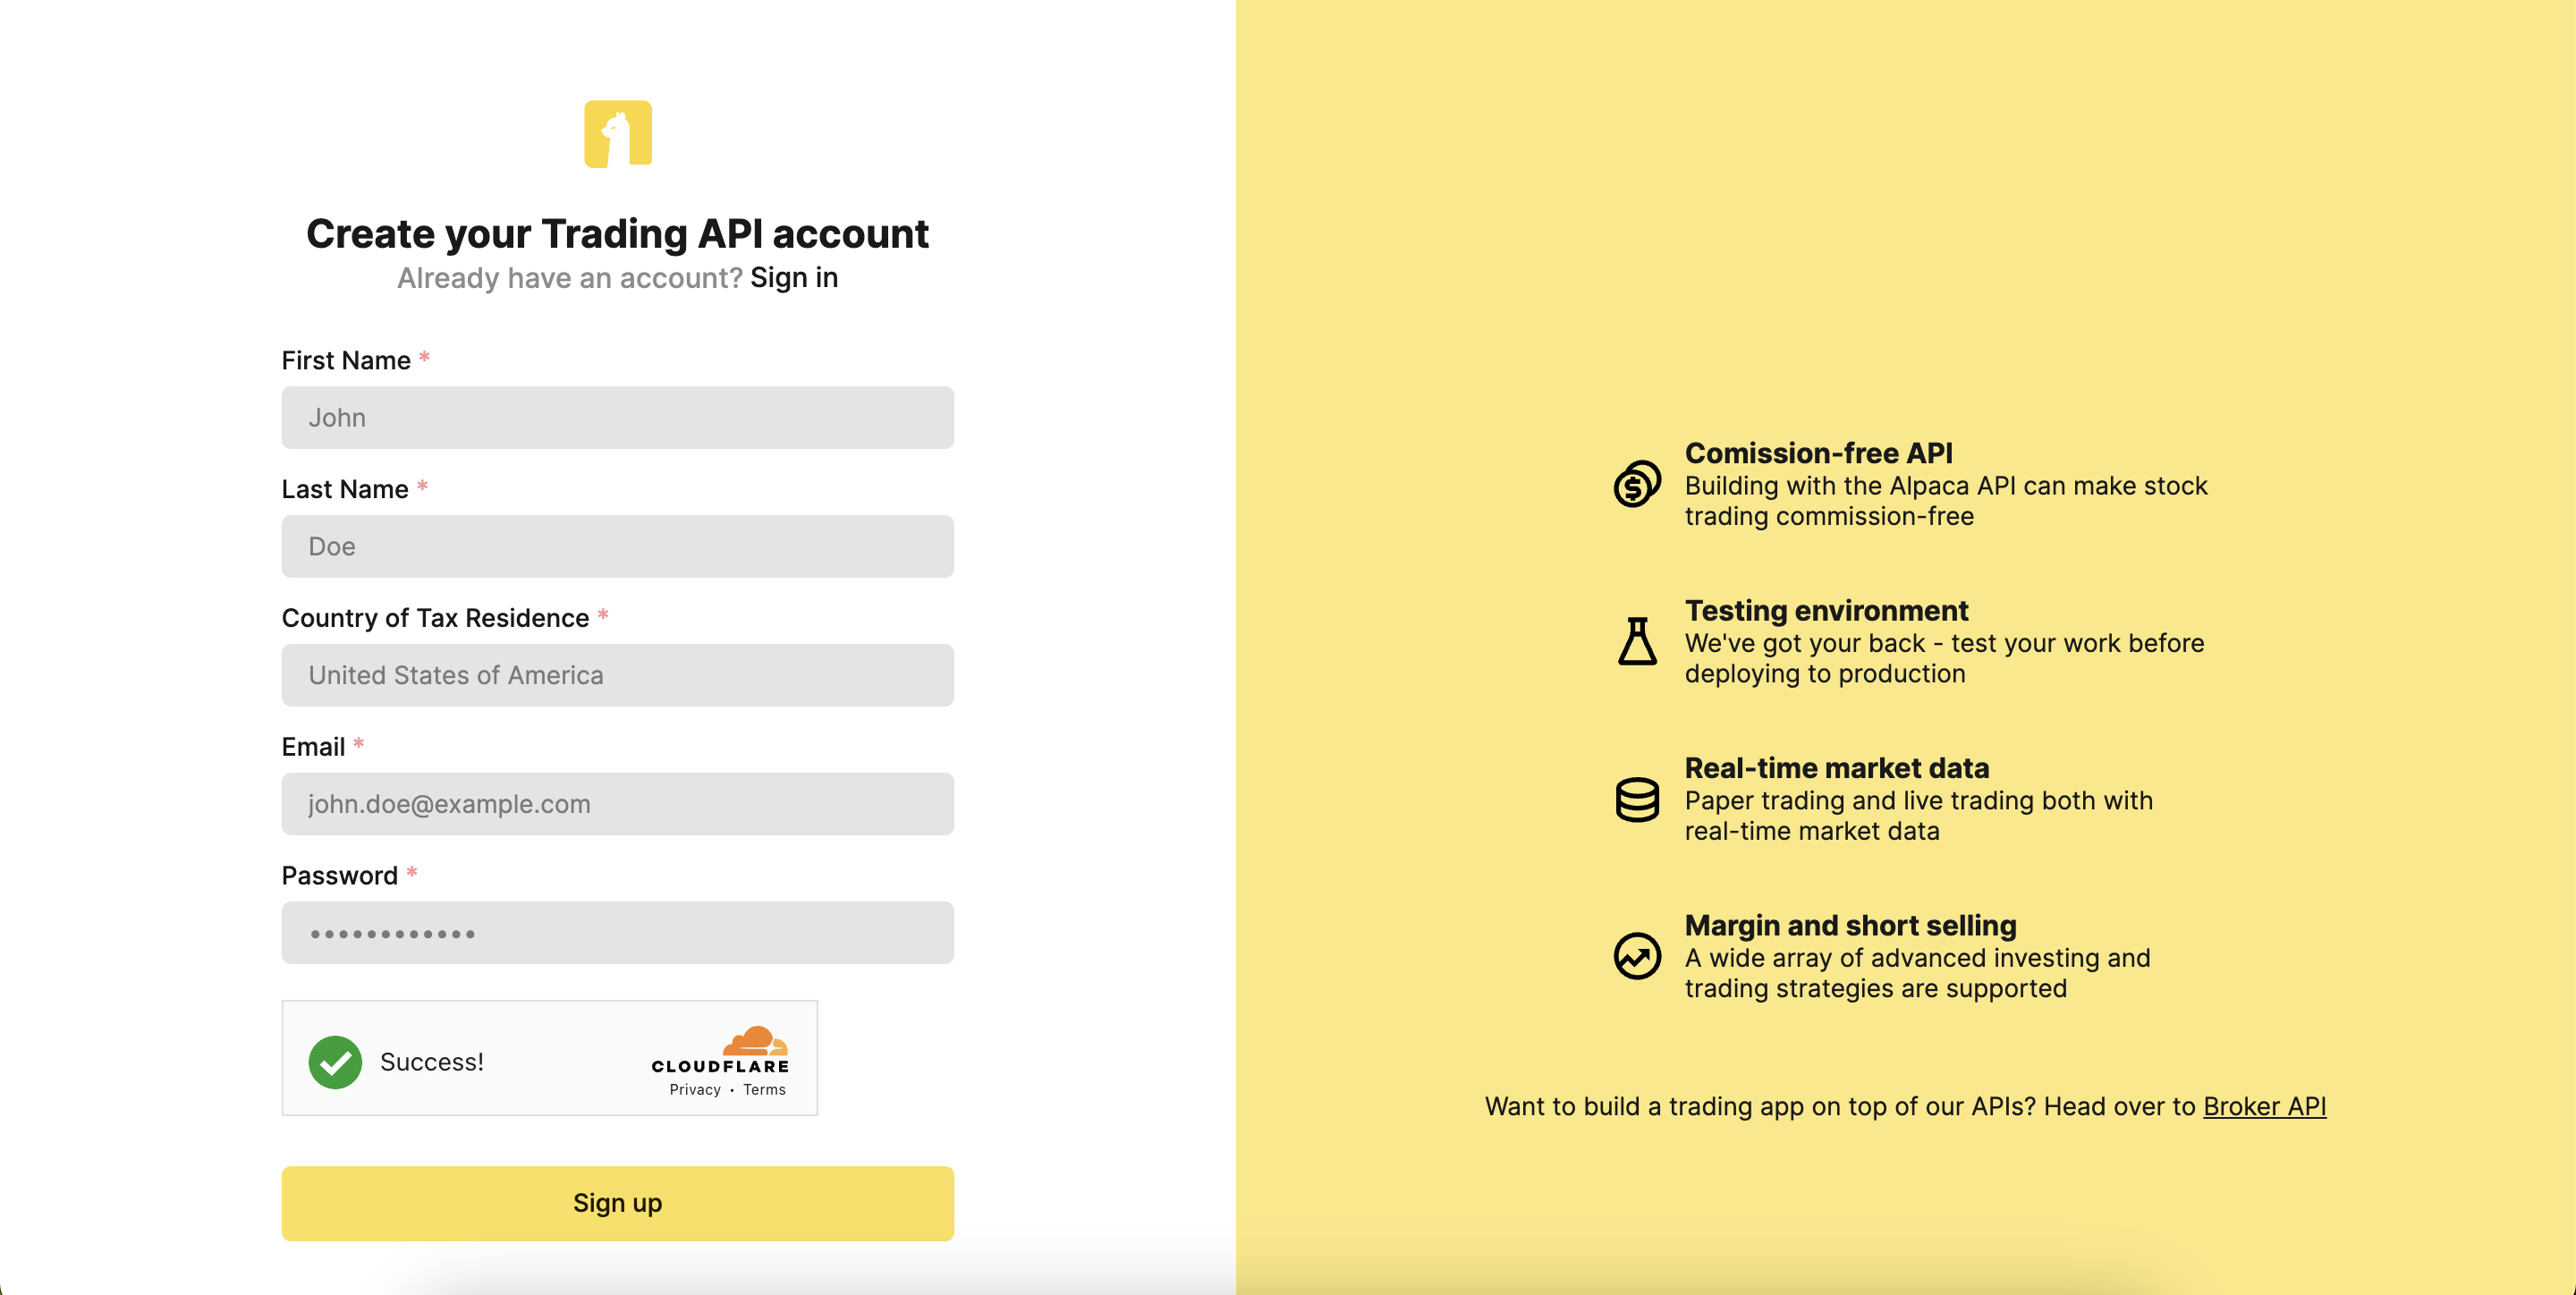 Create your Trading API account
Already have an account? Sign in
First Name *
John
Last Name *
Doe
Country of Tax Residence *
United States of America
Email *
john.doe@example.com
Password *
••••••••••••
Success!
CLOUDFLARE
Privacy • Terms
Sign up
Comission-free API
Building with the Alpaca API can make stock
trading commission-free
Testing environment
We've got your back - test your work before
deploying to production
Real-time market data
Paper trading and live trading both with
real-time market data
Margin and short selling
A wide array of advanced investing and
trading strategies are supported
Want to build a trading app on top of our APIs? Head over to Broker API